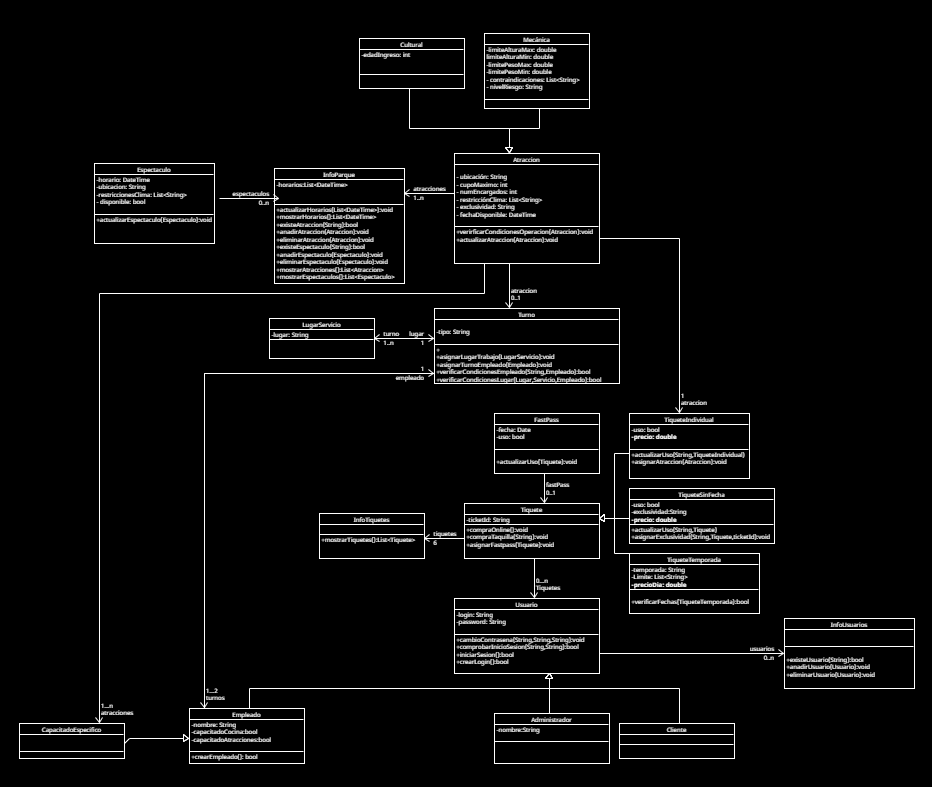 Cultural
-edadIngreso: int
Mecánica
-limiteAlturaMax: double
limiteAlturaMin: double
-limitePesoMax: double
-limitePesoMin: double
- contraindicaciones: List<String>
- nivelRiesgo: String
Espectaculo
-horario: DateTime
-ubicacion: String
-restriccionesClima: List<String>
- disponible: bool
+actualizarEspectaculo(Espectaculo):void
espectaculos
0..n
InfoParque
-horarios:List<DateTime>
+actualizarHorarios(List<DateTime>):void
+mostrarHorarios():List<DateTime>
+existeAtraccion(String):bool
+anadirAtraccion(Atraccion):void
+eliminarAtraccion(Atraccion):void
+existeEspectaculo(String):bool
+anadirEspectaculo(Espectaculo):void
+eliminarEspectaculo(Espectaculo):void
+mostrarAtracciones():List<Atraccion>
+mostrarEspectaculos():List<Espectaculo>
atracciones
1..n
Atraccion
- ubicación: String
- cupoMaximo: int
- numEncargados: int
- restricciónClima: List<String>
- exclusividad: String
- fechaDisponible: DateTime
+verirficarCondicionesOperacion(Atraccion):void
+actualizarAtraccion(Atraccion):void
atraccion
0..1
LugarServicio
-lugar: String
turno
1..n
lugar
1
Turno
-tipo: String
+
+asignarLugarTrabajo(LugarServicio):void
+asignarTurnoEmpleado(Empleado):void
+verificarCondicionesEmpleado(String,Empleado):bool
+verificarCondicionesLugar(Lugar,Servicio,Empleado):bool
1
empleado
1
atraccion
FastPass
-fecha: Date
-uso: bool
+actualizarUso(Tiquete):void
fastPass
0..1
TiqueteIndividual
-uso: bool
-precio: double
+actualizarUso(String,TiqueteIndividual)
+asignarAtraccion(Atraccion):void
TiqueteSinFecha
-uso: bool
-exclusividad:String
-precio: double
+actualizarUso(String,Tiquete)
+asignarExclusividad(String,Tiquete,ticketId):void
TiqueteTemporada
-temporada: String
-Limite: List<String>
-precioDia: double
+verificarFechas(TiqueteTemporada):bool
InfoTiquetes
+mostrarTiquetes():List<Tiquete>
tiquetes
6
Tiquete
-ticketId: String
+compraOnline():void
+compraTaquilla(String):void
+asignarFastpass(Tiquete):void
0...n
Tiquetes
Usuario
-login: String
-password: String
+cambioContrasena(String,String,String):void
+comprobarInicioSesion(String,String):bool
+iniciarSesion():bool
+crearLogin():bool
usuarios
0..n
InfoUsuarios
+existeUsuario(String):bool
+anadirUsuario(Usuario):void
+eliminarUsuario(Usuario):void
1...n
atracciones
1...2
turnos
CapacitadoEspecifico
Empleado
-nombre: String
-capacitadoCocina:bool
-capacitadoAtracciones:bool
+crearEmpleado(): bool
Administrador
-nombre:String
Cliente